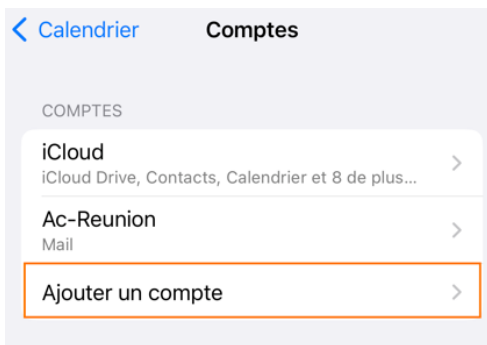 Calendrier Comptes
COMPTES
iCloud
iCloud Drive, Contacts, Calendrier et 8 de plus...
Ac-Reunion
Mail
Ajouter un compte